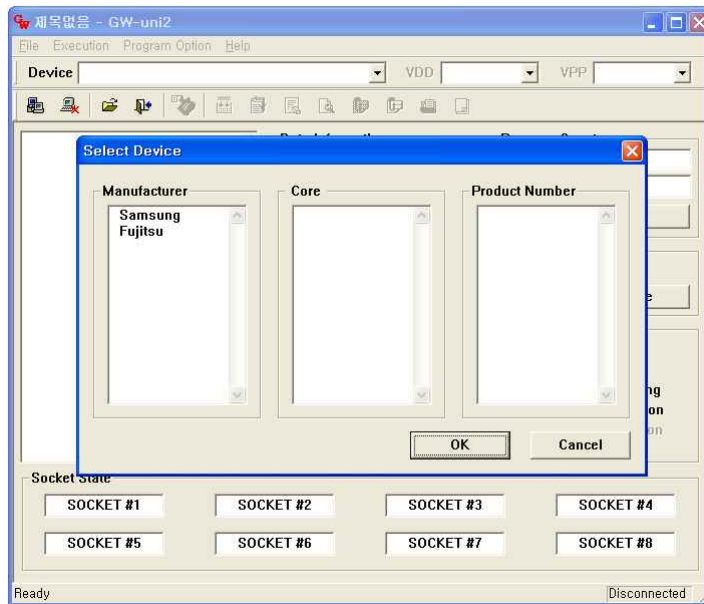 GW 제목없음 - GW-uni2
File Execution Program Option Help
Device VDD VPP
Select Device
Manufacturer Core Product Number
Samsung
Fujitsu
OK Cancel
Socket State
SOCKET #1 SOCKET #2 SOCKET #3 SOCKET #4
SOCKET #5 SOCKET #6 SOCKET #7 SOCKET #8
Ready Disconnected